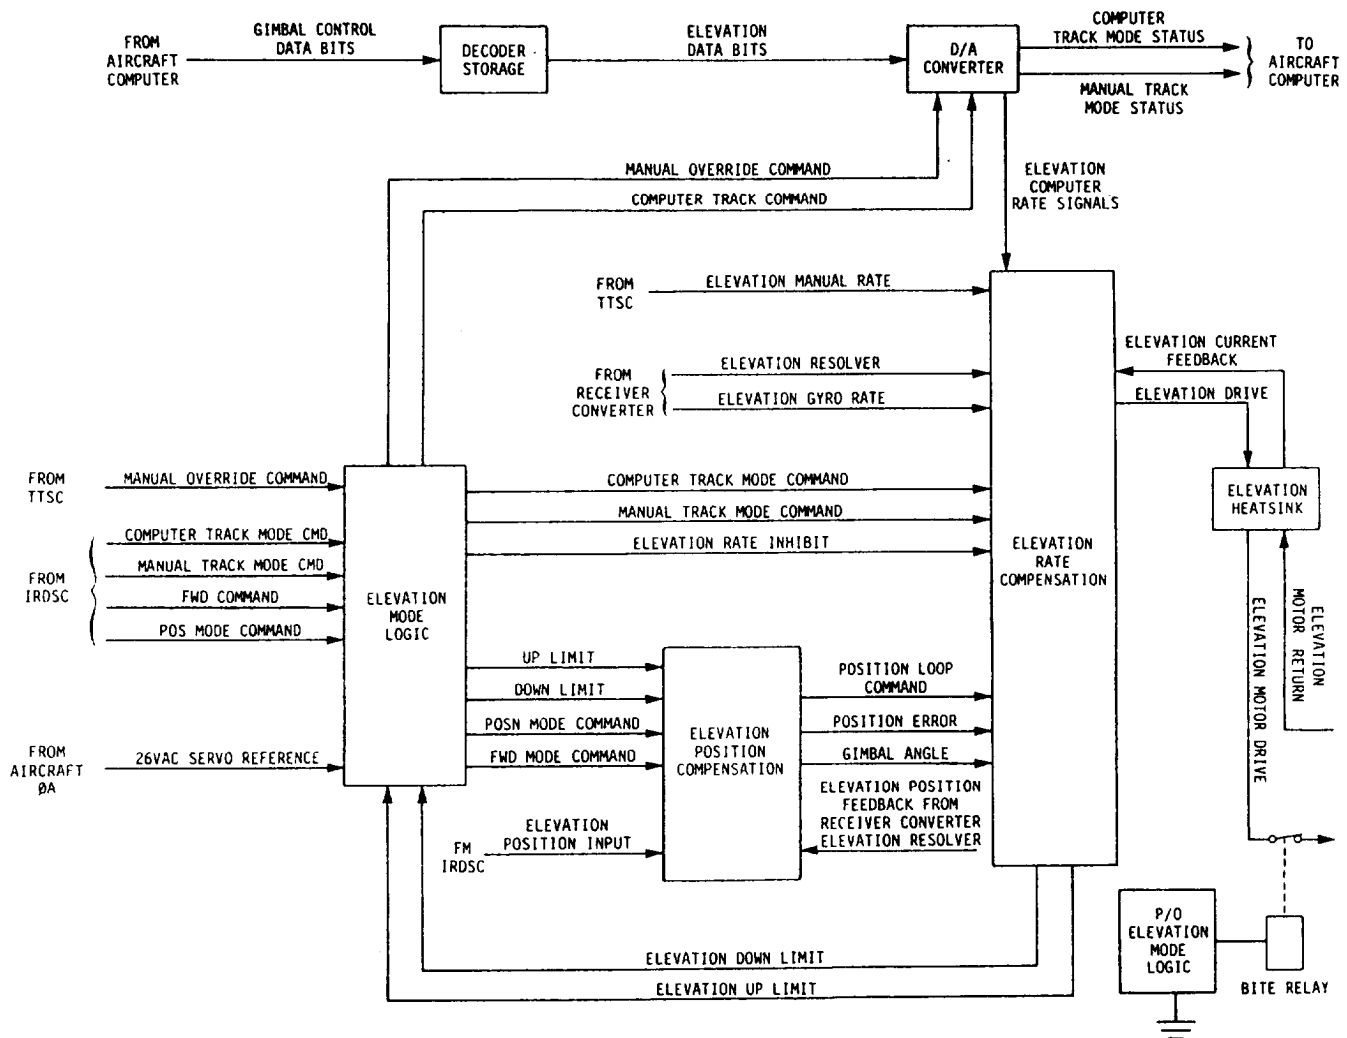 FROM
AIRCRAFT
COMPUTER
GIMBAL CONTROL
DATA BITS
DECODER
STORAGE
ELEVATION
DATA BITS
D/A
CONVERTER
COMPUTER
TRACK MODE STATUS
MANUAL TRACK
MODE STATUS
TO
AIRCRAFT
COMPUTER
MANUAL OVERRIDE COMMAND
COMPUTER TRACK COMMAND
ELEVATION
COMPUTER
RATE SIGNALS
FROM
TTSC
ELEVATION MANUAL RATE
FROM
RECEIVER
CONVERTER
ELEVATION RESOLVER
ELEVATION GYRO RATE
ELEVATION CURRENT
FEEDBACK
ELEVATION DRIVE
FROM
TTSC
MANUAL OVERRIDE COMMAND
FROM
IRDSC
COMPUTER TRACK MODE CMD
MANUAL TRACK MODE CMD
FWD COMMAND
POS MODE COMMAND
ELEVATION
MODE
LOGIC
COMPUTER TRACK MODE COMMAND
MANUAL TRACK MODE COMMAND
ELEVATION RATE INHIBIT
ELEVATION
RATE
COMPENSATION
ELEVATION
HEATSINK
ELEVATION MOTOR DRIVE
ELEVATION
MOTOR RETURN
UP LIMIT
DOWN LIMIT
POSN MODE COMMAND
FWD MODE COMMAND
ELEVATION
POSITION
COMPENSATION
POSITION LOOP
COMMAND
POSITION ERROR
GIMBAL ANGLE
ELEVATION POSITION
FEEDBACK FROM
RECEIVER CONVERTER
ELEVATION RESOLVER
FROM
AIRCRAFT
ØA
26VAC SERVO REFERENCE
FM
IRDSC
ELEVATION
POSITION INPUT
ELEVATION DOWN LIMIT
ELEVATION UP LIMIT
P/O
ELEVATION
MODE
LOGIC
BITE RELAY